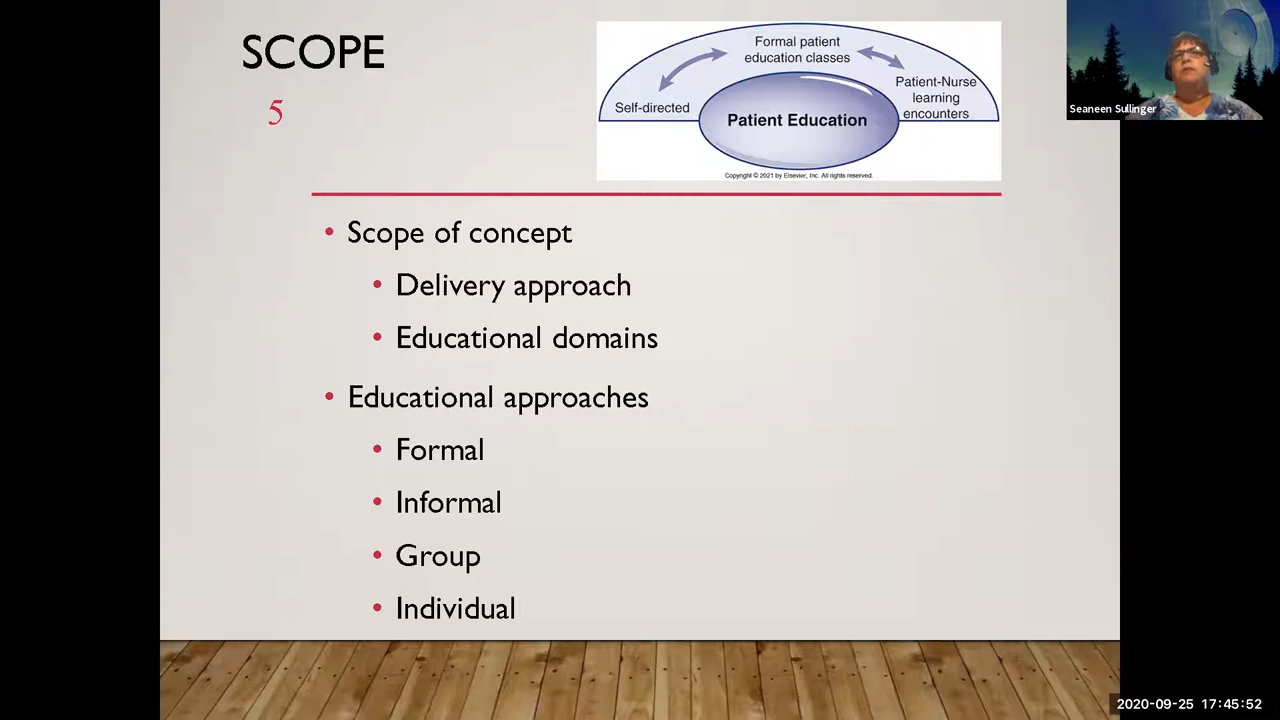 SCOPE
5
Formal patient
education classes
Self-directed
Patient-Nurse
learning
encounters
Patient Education
Copyright © 2021 by Elsevier, Inc. All rights reserved.
Seaneen Sullinger
• Scope of concept
• Delivery approach
• Educational domains
• Educational approaches
• Formal
• Informal
• Group
• Individual
2020-09-25 17:45:52